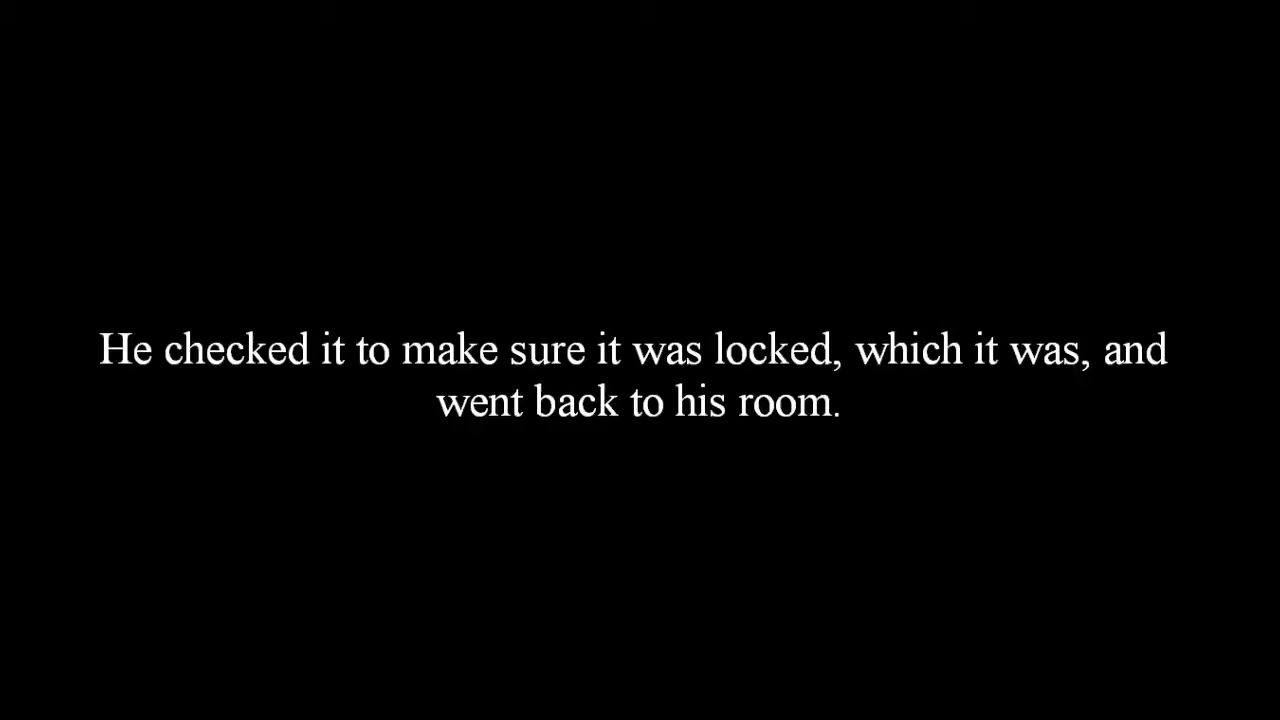 He checked it to make sure it was locked, which it was, and
went back to his room.